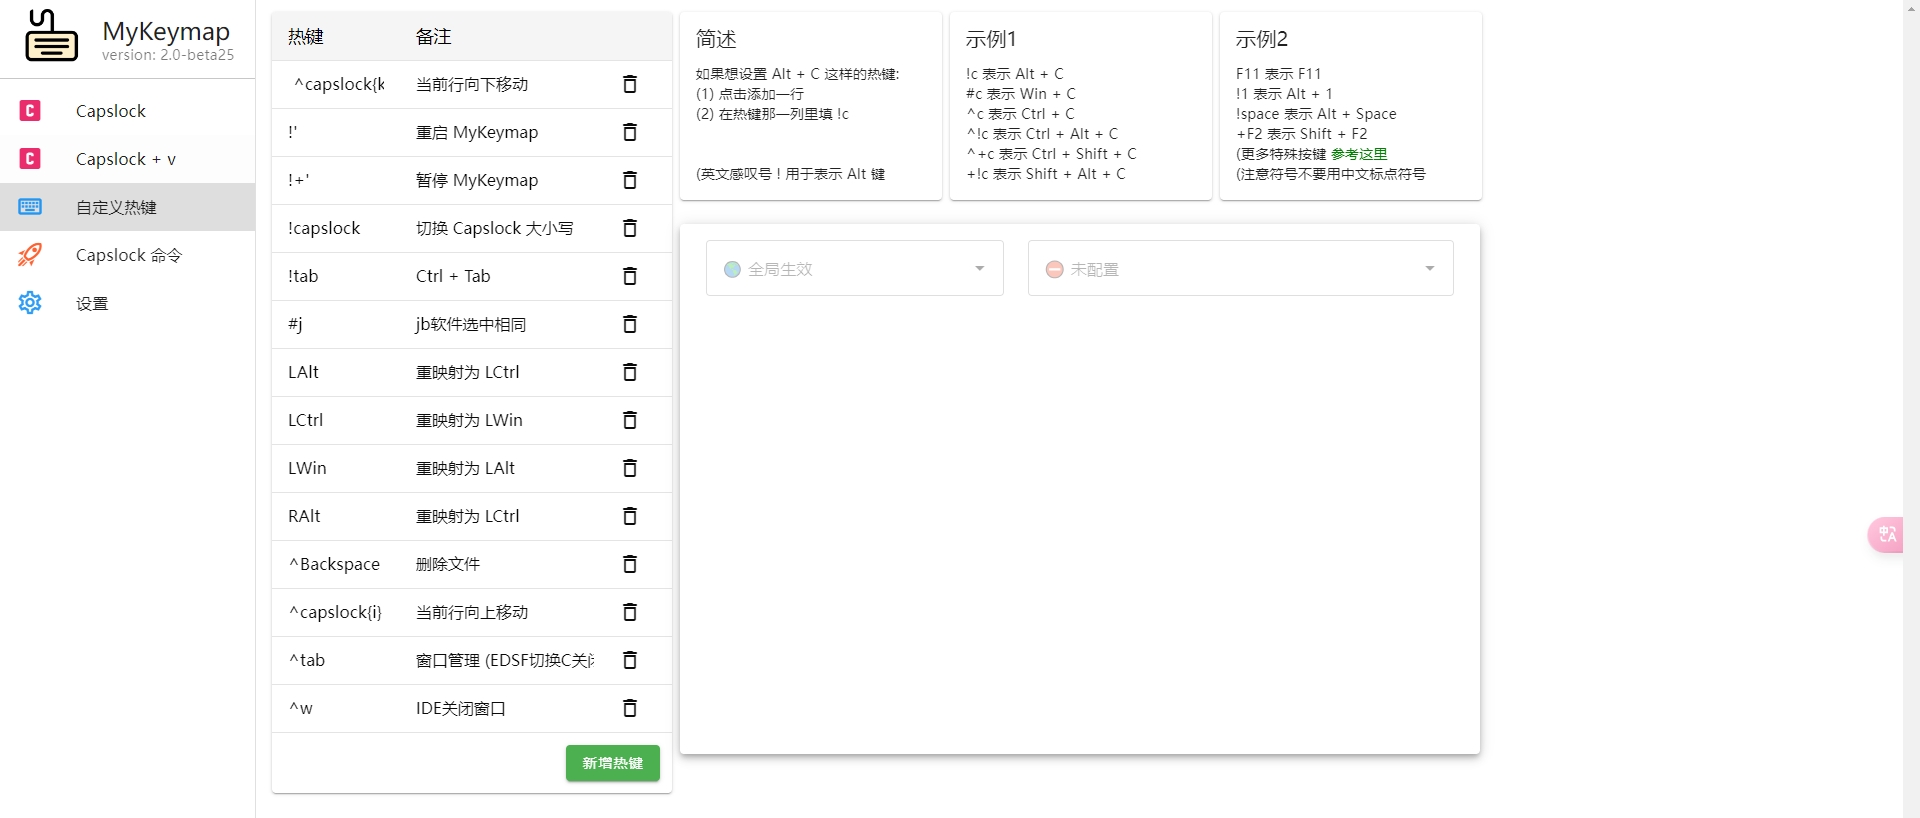 MyKeymap
version: 2.0-beta25
Capslock
Capslock + v
自定义热键
Capslock 命令
设置
热键 备注
^capslock{k 当前行向下移动
!' 重启 MyKeymap
!+' 暂停 MyKeymap
!capslock 切换 Capslock 大小写
!tab Ctrl + Tab
#j jb软件选中相同
LAlt 重映射为 LCtrl
LCtrl 重映射为 LWin
LWin 重映射为 LAlt
RAlt 重映射为 LCtrl
^Backspace 删除文件
^capslock{i} 当前行向上移动
^tab 窗口管理 (EDSF切换C关闭
^w IDE关闭窗口
新增热键
简述
如果想设置 Alt + C 这样的热键:
(1) 点击添加一行
(2) 在热键那一列里填 !c
(英文感叹号 ! 用于表示 Alt 键
示例1
!c 表示 Alt + C
#c 表示 Win + C
^c 表示 Ctrl + C
^!c 表示 Ctrl + Alt + C
^+c 表示 Ctrl + Shift + C
+!c 表示 Shift + Alt + C
示例2
F11 表示 F11
!1 表示 Alt + 1
!space 表示 Alt + Space
+F2 表示 Shift + F2
(更多特殊按键 参考这里
(注意符号不要用中文标点符号
全局生效
未配置